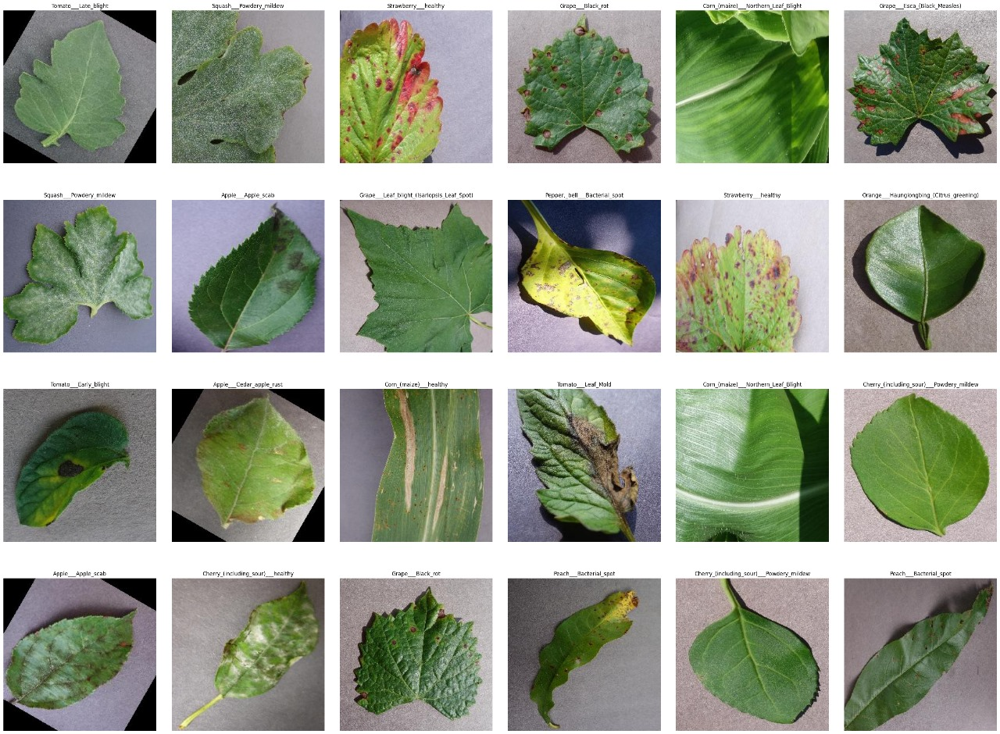 Tomato___Late_blight
Squash___Powdery_mildew
Strawberry___healthy
Grape___Black_rot
Corn_(maize)___Northern_Leaf_Blight
Grape___Esca_(Black_Measles)
Squash___Powdery_mildew
Apple___Apple_scab
Grape___Leaf_blight_(Isariopsis_Leaf_Spot)
Pepper,_bell___Bacterial_spot
Strawberry___healthy
Orange___Haunglongbing_(Citrus_greening)
Tomato___Early_blight
Apple___Cedar_apple_rust
Corn_(maize)___healthy
Tomato___Leaf_Mold
Corn_(maize)___Northern_Leaf_Blight
Cherry_(including_sour)___Powdery_mildew
Apple___Apple_scab
Cherry_(including_sour)___healthy
Grape___Black_rot
Peach___Bacterial_spot
Cherry_(including_sour)___Powdery_mildew
Peach___Bacterial_spot